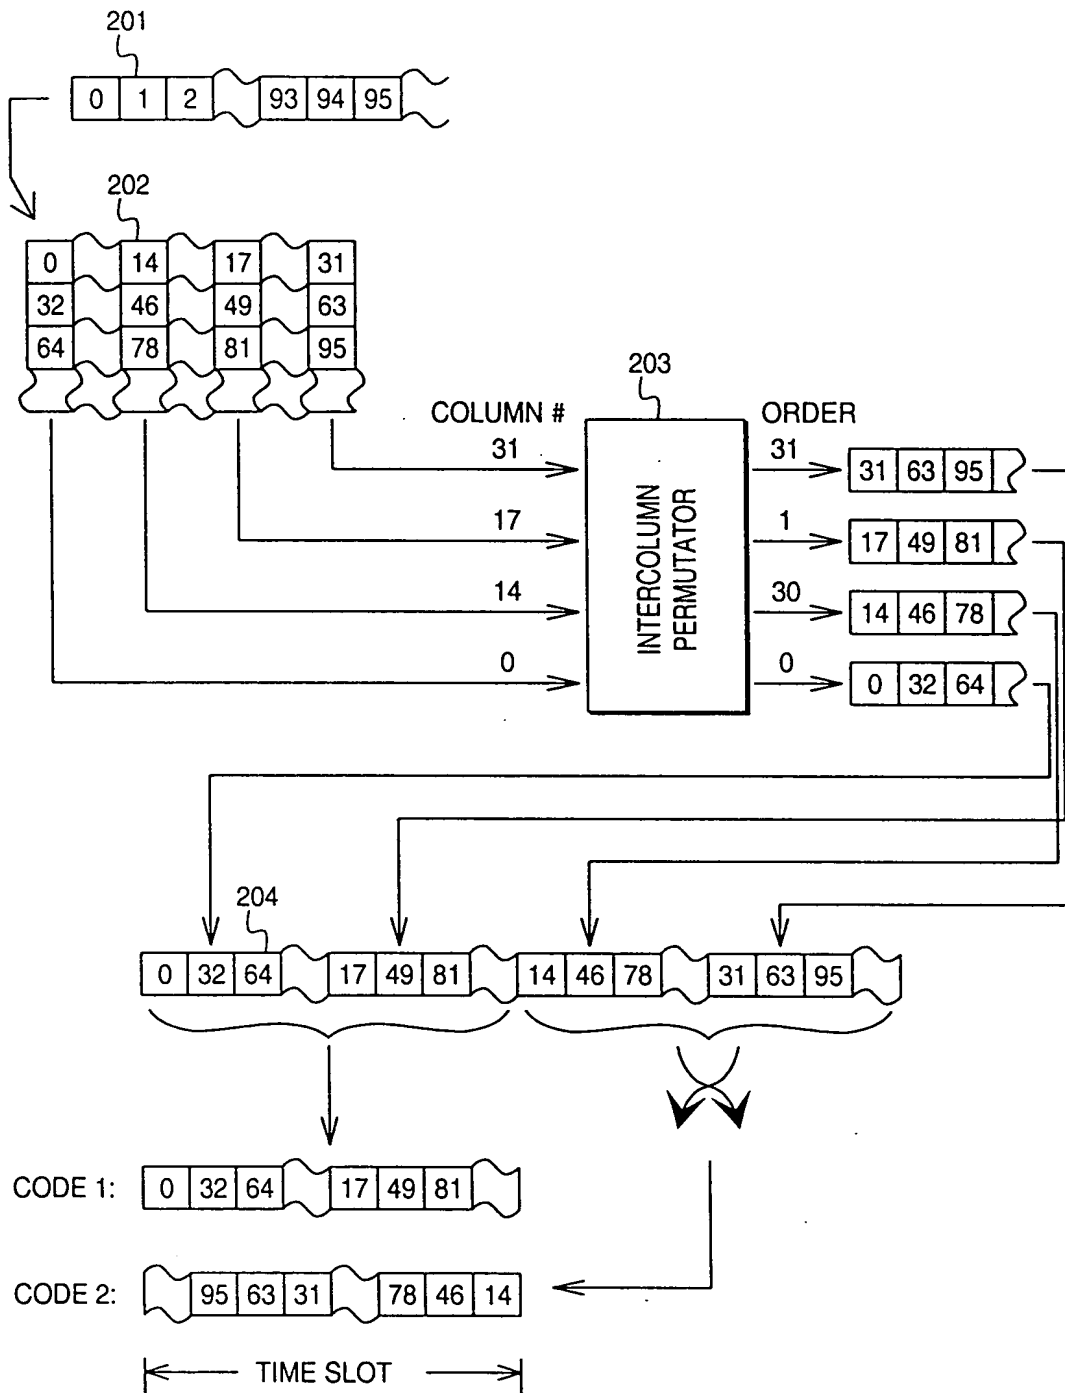 201
0 1 2 93 94 95
202
0 14 17 31
32 46 49 63
64 78 81 95
203
COLUMN # ORDER
31 31 31 63 95
17 1 17 49 81
14 30 14 46 78
0 0 0 32 64
INTERCOLUMN
PERMUTATOR
204
0 32 64 17 49 81 14 46 78 31 63 95
CODE 1: 0 32 64 17 49 81
CODE 2: 95 63 31 78 46 14
TIME SLOT